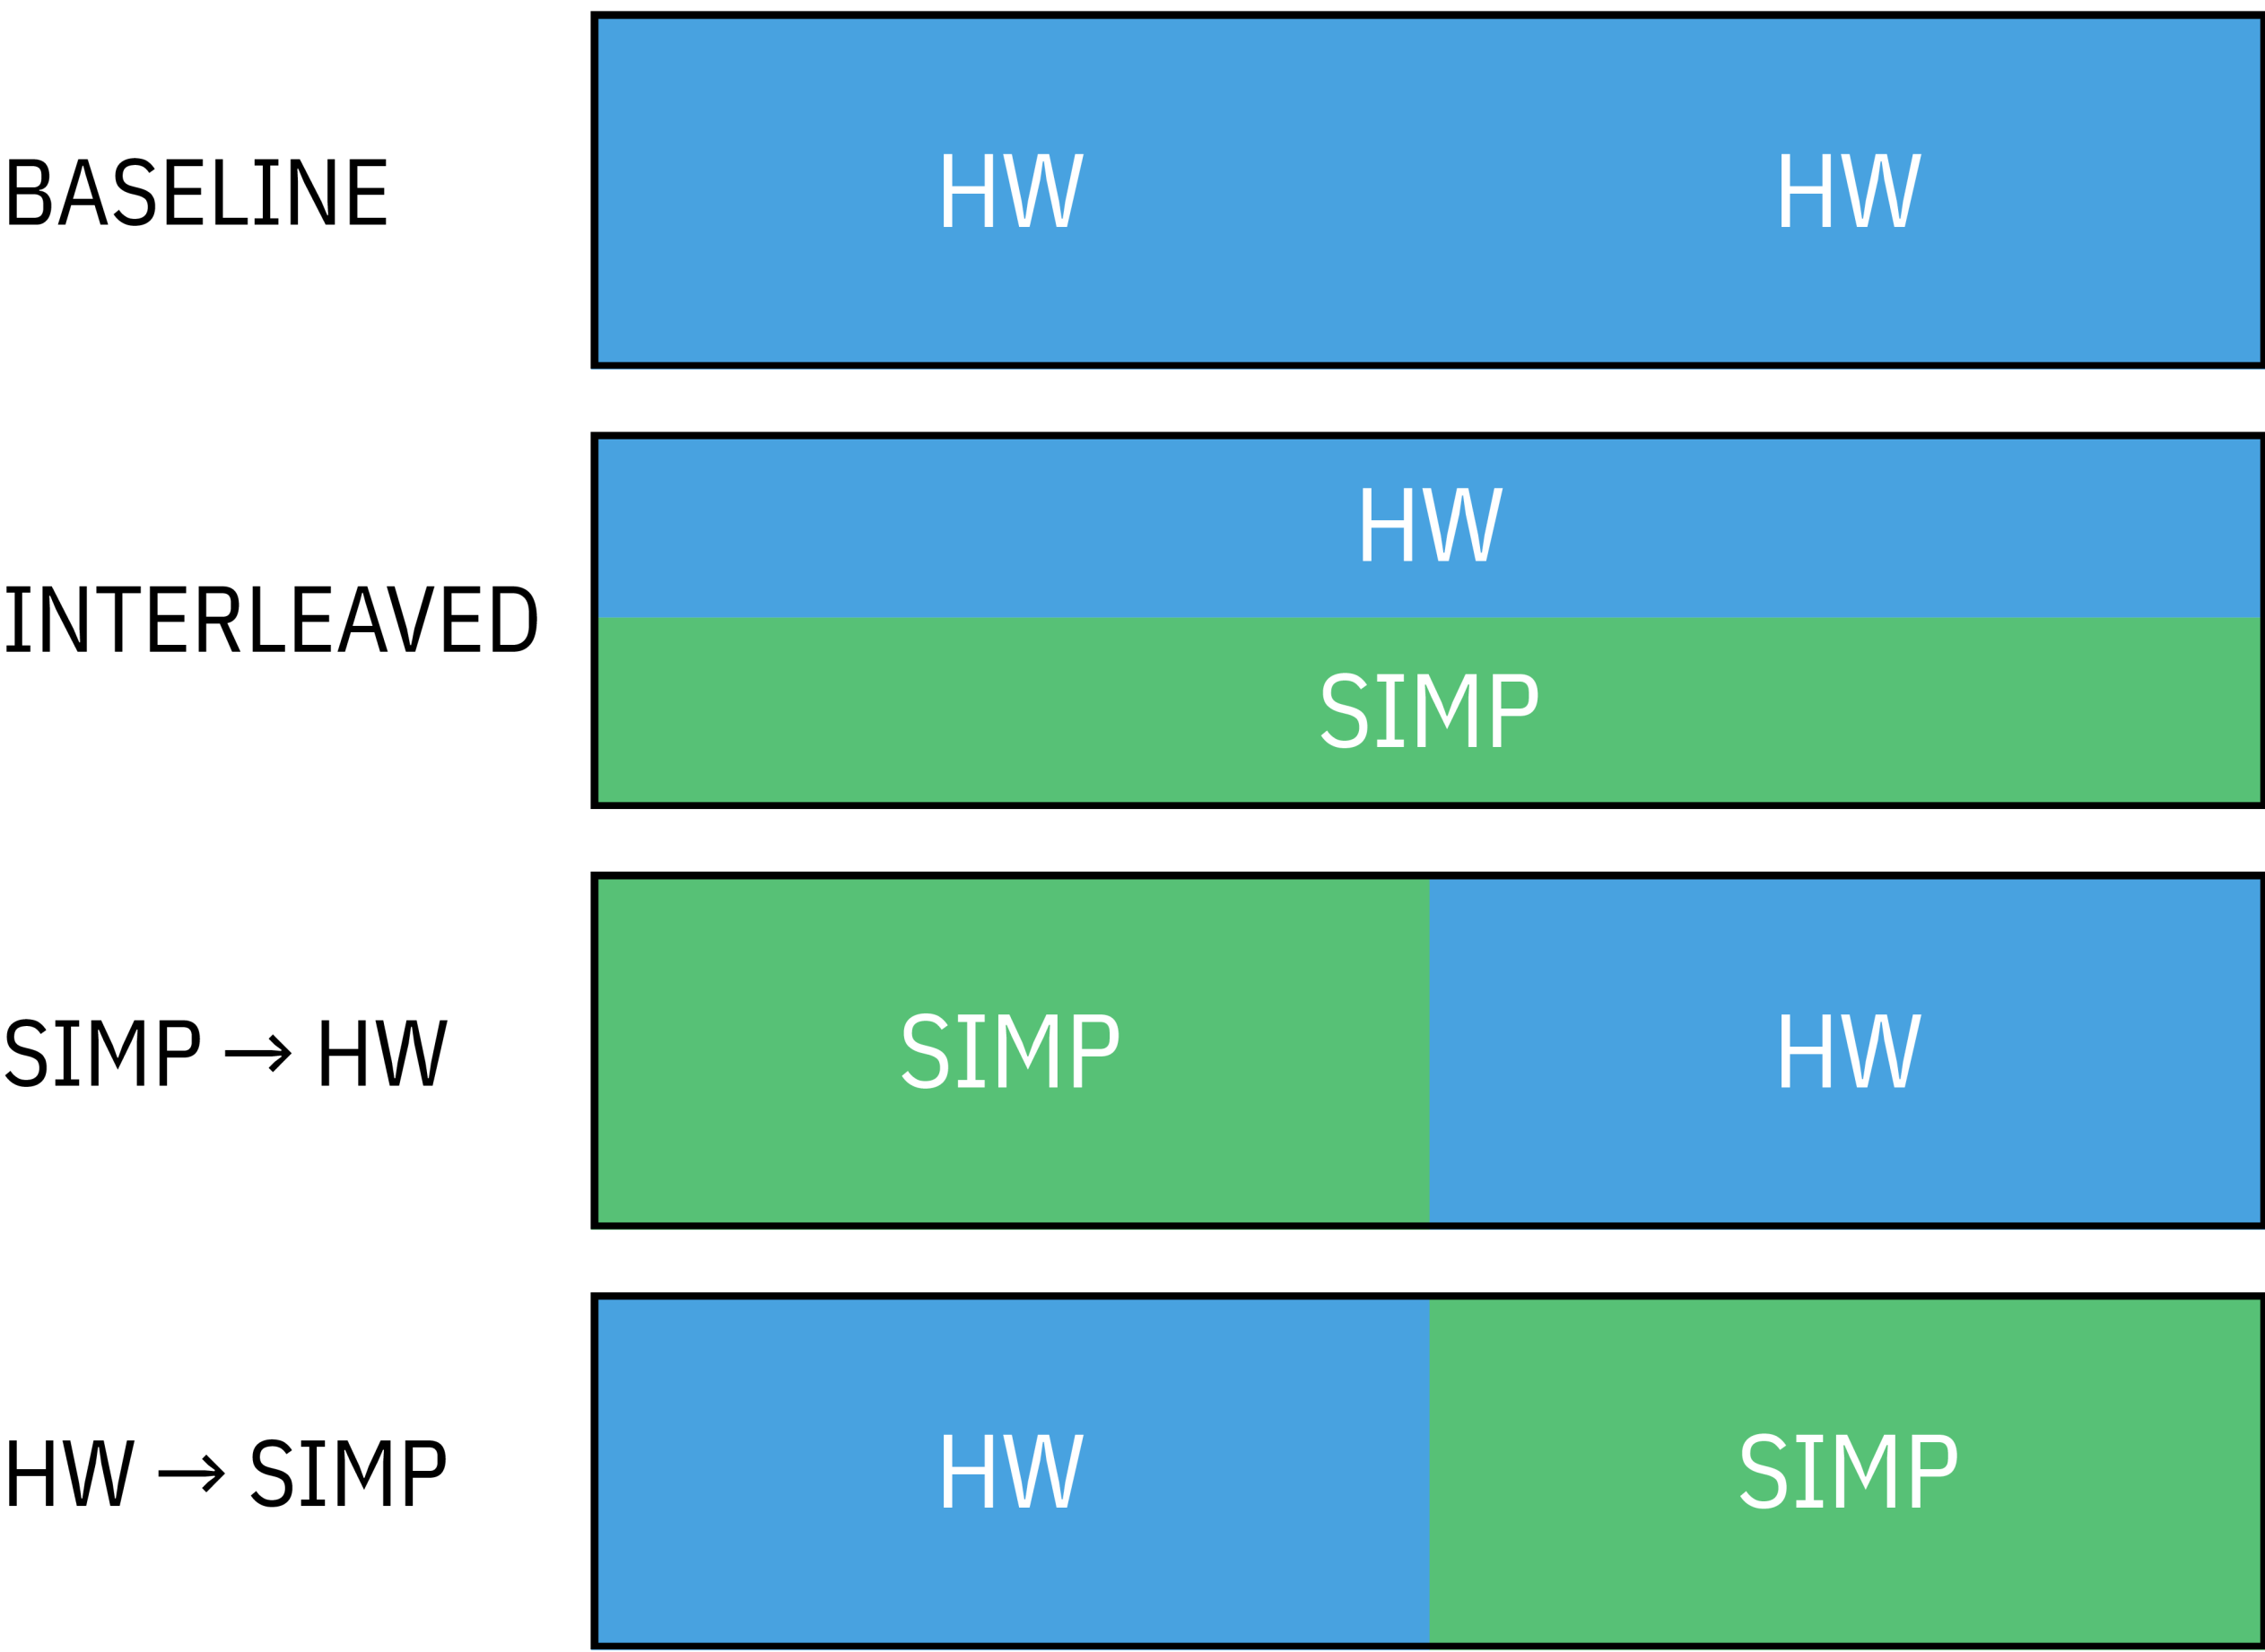 BASELINE
HW HW
INTERLEAVED
HW
SIMP
SIMP → HW
SIMP HW
HW → SIMP
HW SIMP